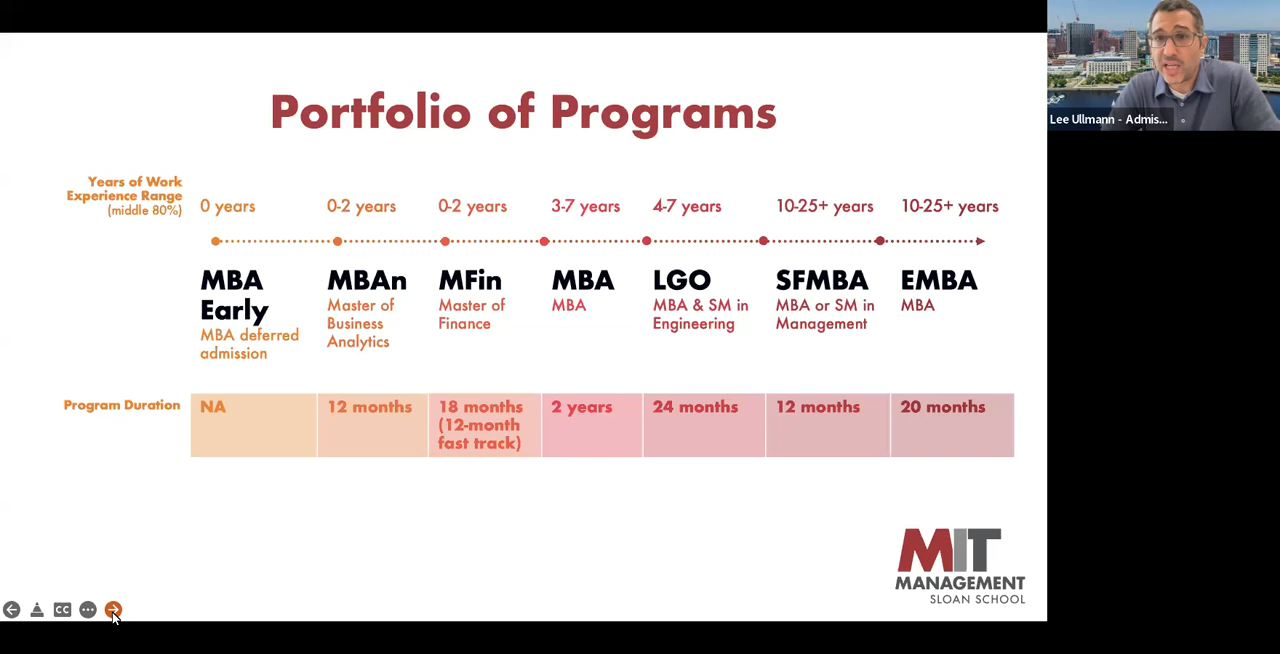 Portfolio of Programs
Lee Ullmann - Admis...
Years of Work
Experience Range
(middle 80%)
0 years
0-2 years
0-2 years
3-7 years
4-7 years
10-25+ years
10-25+ years
MBA
Early
MBA deferred
admission
MBAn
Master of
Business
Analytics
MFin
Master of
Finance
MBA
MBA
LGO
MBA & SM in
Engineering
SFMBA
MBA or SM in
Management
EMBA
MBA
Program Duration
NA
12 months
18 months
(12-month
fast track)
2 years
24 months
12 months
20 months
MIT
MANAGEMENT
SLOAN SCHOOL
CC